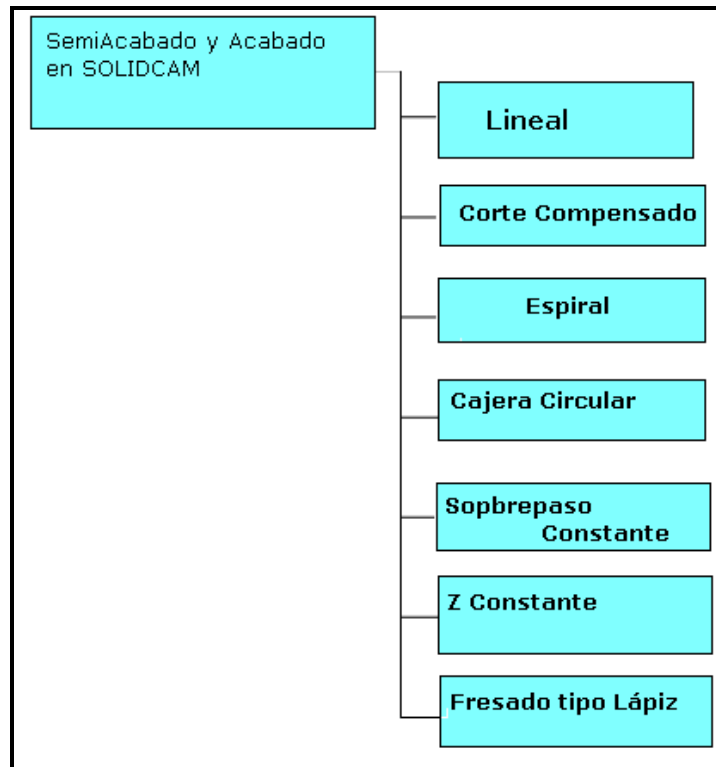 SemiAcabado y Acabado
en SOLIDCAM
Lineal
Corte Compensado
Espiral
Cajera Circular
Sopbrepaso
Constante
Z Constante
Fresado tipo Lápiz